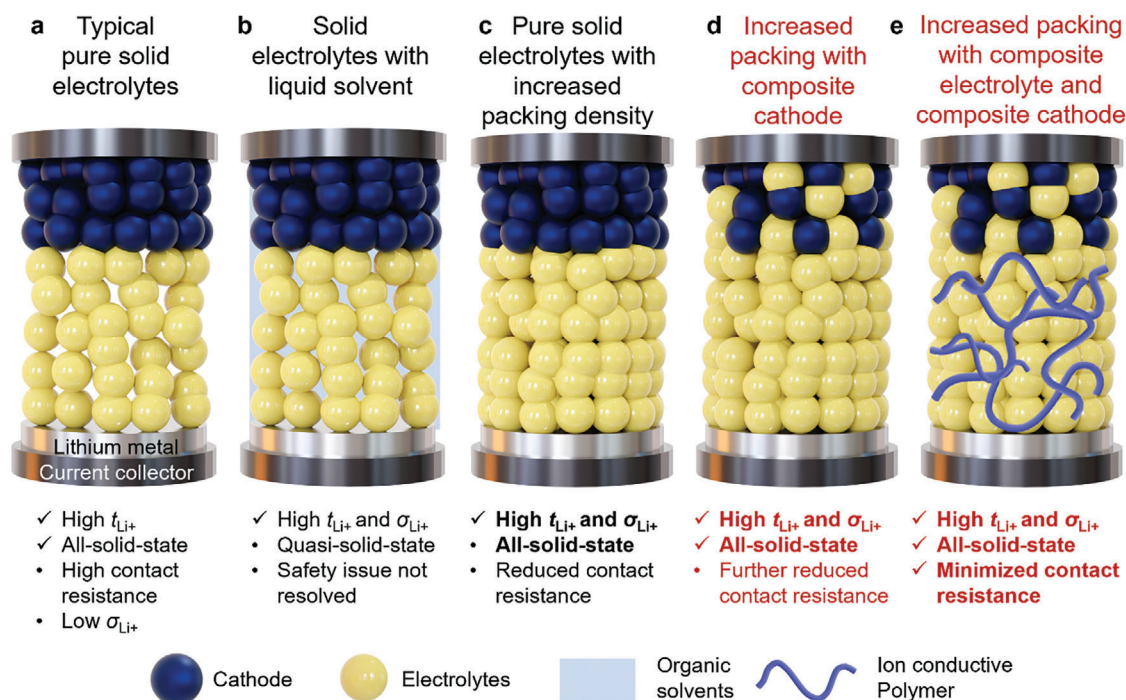 a Typical
pure solid
electrolytes
b Solid
electrolytes with
liquid solvent
c Pure solid
electrolytes with
increased
packing density
d Increased
packing with
composite
cathode
e Increased packing
with composite
electrolyte and
composite cathode
Lithium metal
Current collector
✓ High tLi+
✓ All-solid-state
• High contact
resistance
• Low σLi+
✓ High tLi+ and σLi+
• Quasi-solid-state
• Safety issue not
resolved
✓ High tLi+ and σLi+
• All-solid-state
• Reduced contact
resistance
✓ High tLi+ and σLi+
✓ All-solid-state
• Further reduced
contact resistance
✓ High tLi+ and σLi+
✓ All-solid-state
✓ Minimized contact
resistance
Cathode
Electrolytes
Organic
solvents
Ion conductive
Polymer